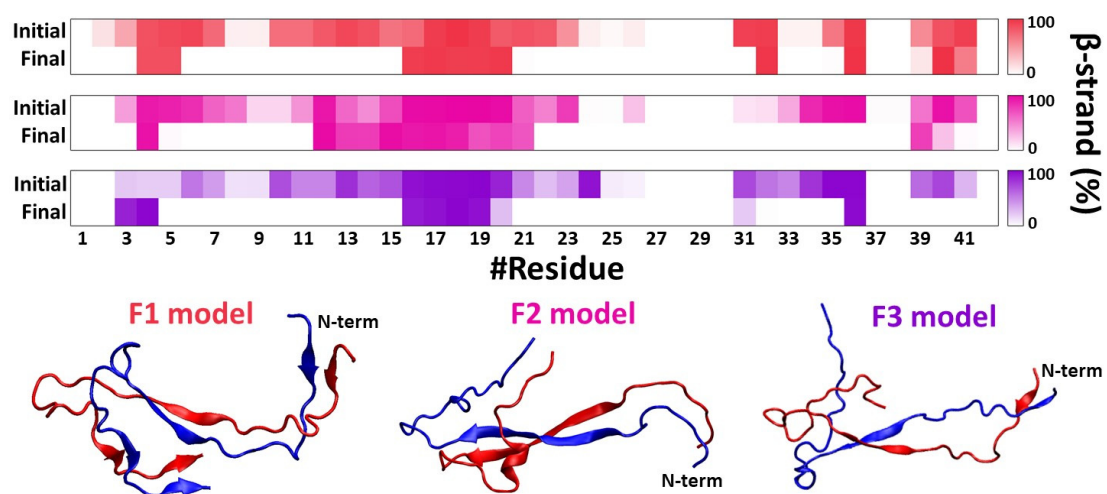 Initial
Final
100
0
Initial
Final
100
0
Initial
Final
100
0
β-strand (%)
1 3 5 7 9 11 13 15 17 19 21 23 25 27 29 31 33 35 37 39 41
#Residue
F1 model
N-term
F2 model
N-term
F3 model
N-term